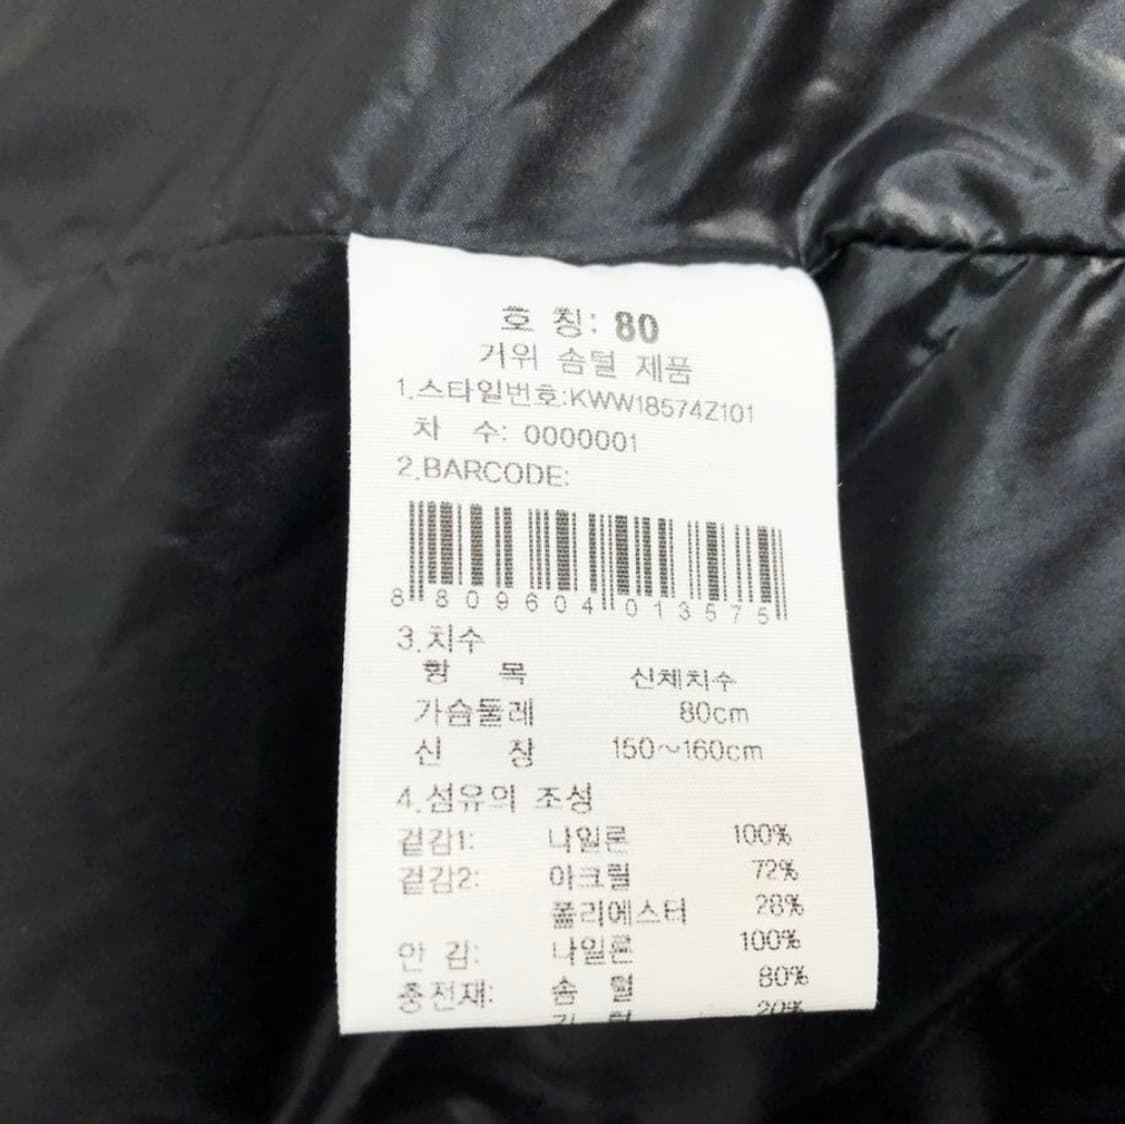 호 칭: 80
거위 솜털 제품
1.스타일번호:KWW18574Z101
차 수: 0000001
2.BARCODE:
8 809604 013575
3.치수
항 목 신체치수
가슴둘레 80cm
신 장 150~160cm
4.섬유의 조성
겉감1: 나일론 100%
겉감2: 아크릴 72%
폴리에스터 28%
안 감: 나일론 100%
충전재: 솜 털 80%
깃 털 20%